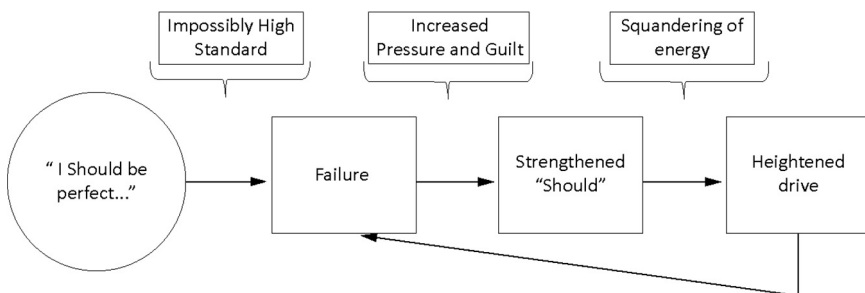 Impossibly High
Standard
Increased
Pressure and Guilt
Squandering of
energy
“ I Should be
perfect...”
Failure
Strengthened
“Should”
Heightened
drive